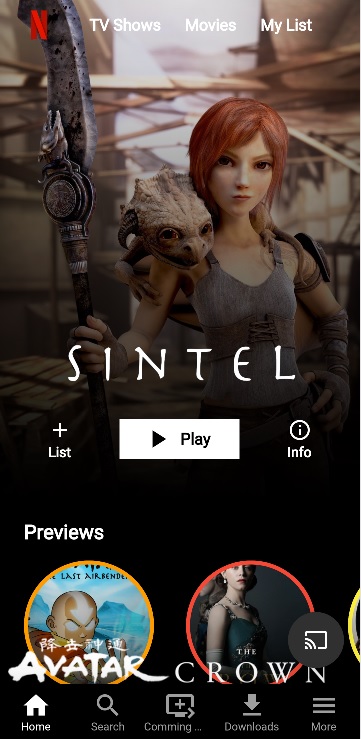 N
TV Shows
Movies
My List
SINTEL
List
Play
Info
Previews
THE LAST AIRBENDER
降去神通
AVATAR
THE
CROWN
Home
Search
Comming ...
Downloads
More